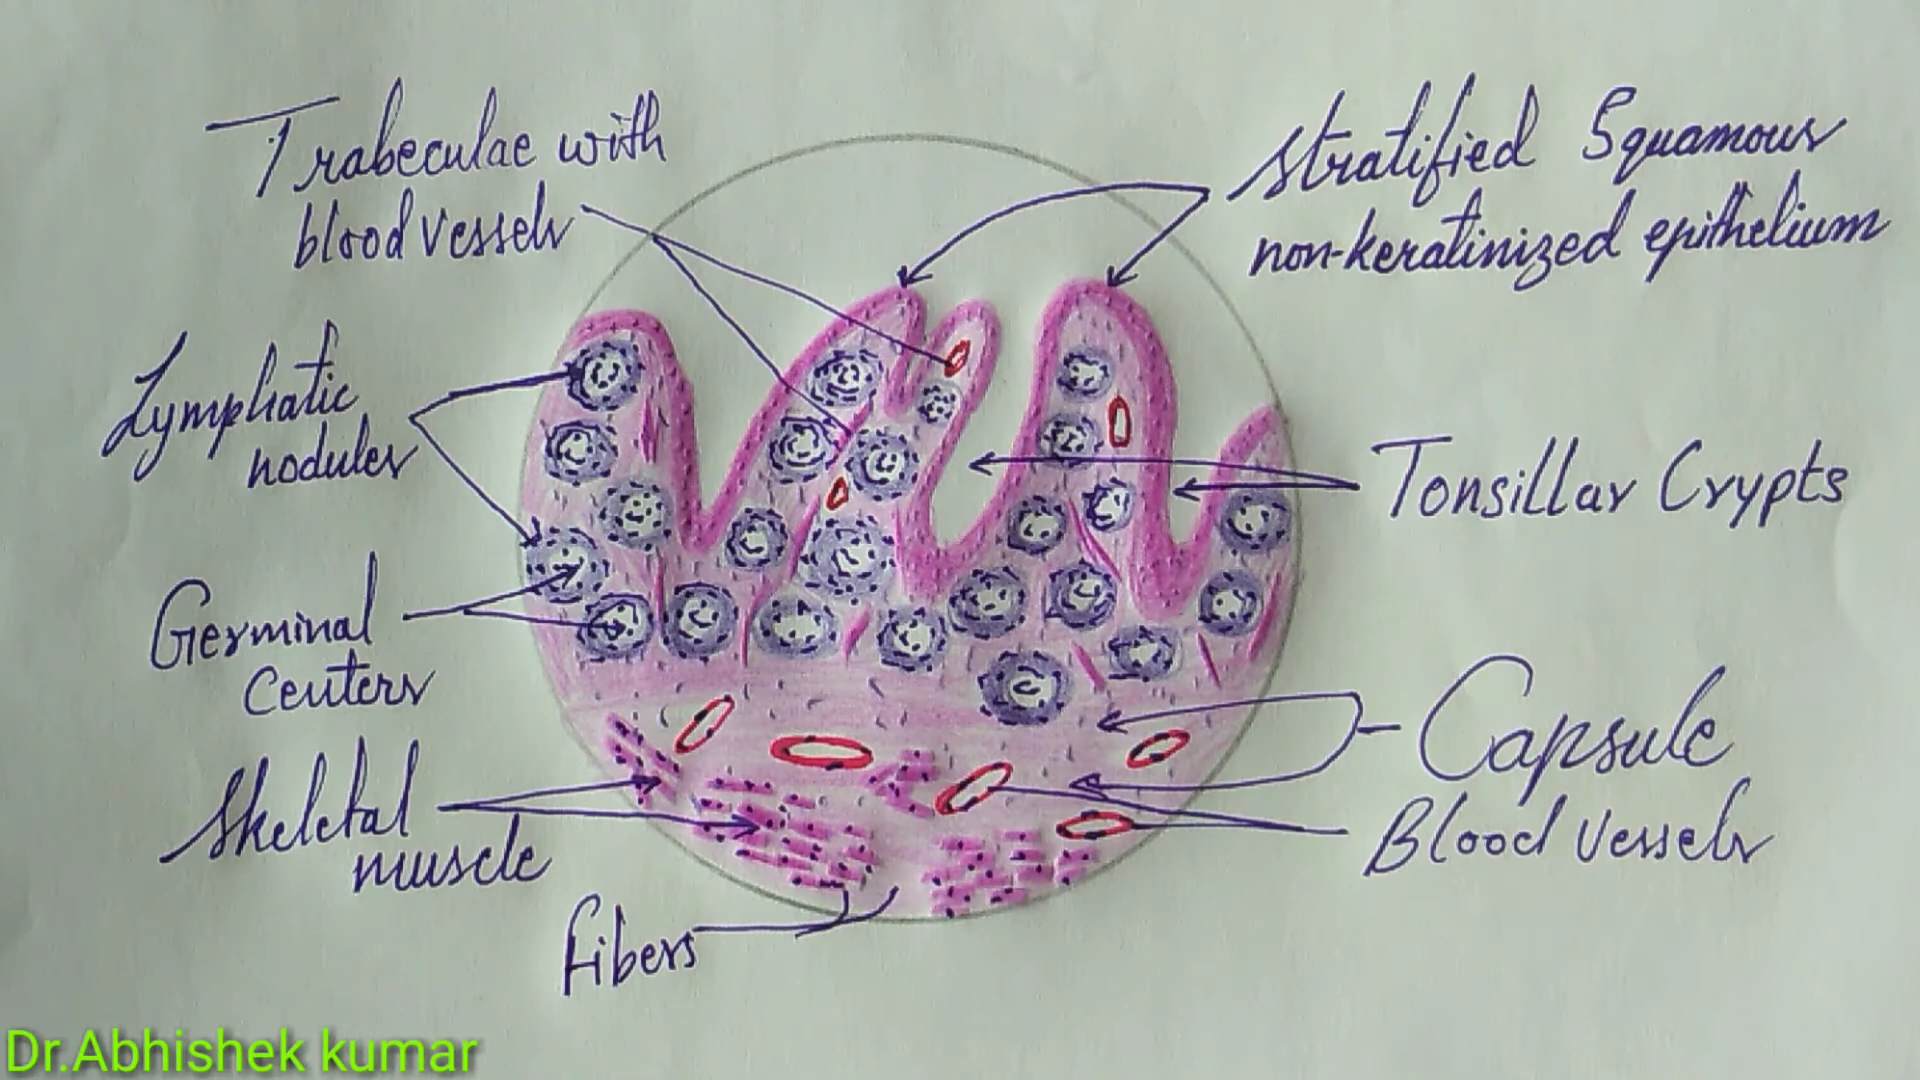 Trabeculae with
blood vessels
Stratified Squamous
non-keratinized epithelium
Lymphatic
nodules
Tonsillar Crypts
Germinal
Centers
Capsule
Skeletal
muscle
Blood vessels
fibers
Dr.Abhishek kumar